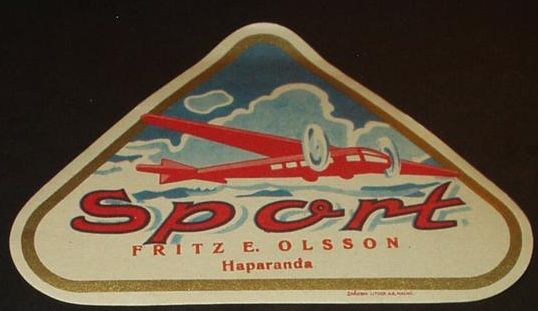 Sport
FRITZ E. OLSSON
Haparanda